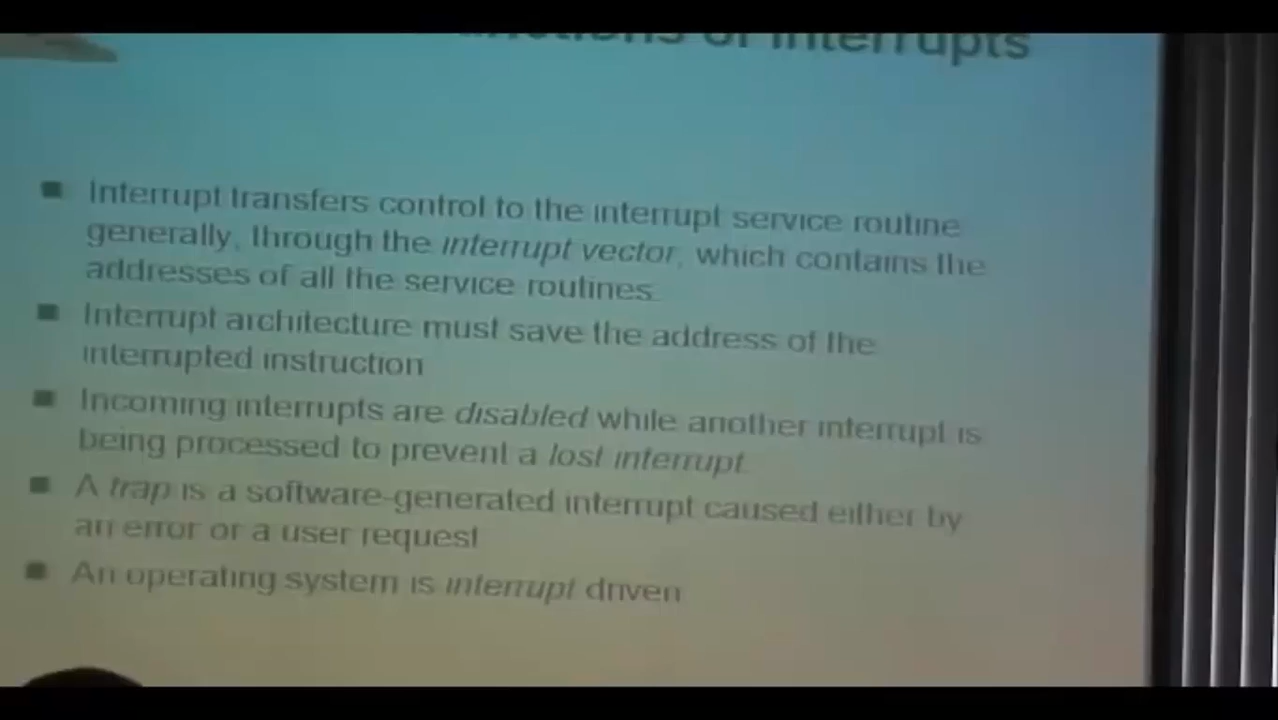 of Interrupts
Interrupt transfers control to the interrupt service routine
generally, through the interrupt vector, which contains the
addresses of all the service routines.
Interrupt architecture must save the address of the
interrupted instruction
Incoming interrupts are disabled while another interrupt is
being processed to prevent a lost interrupt.
A trap is a software-generated interrupt caused either by
an error or a user request
An operating system is interrupt driven